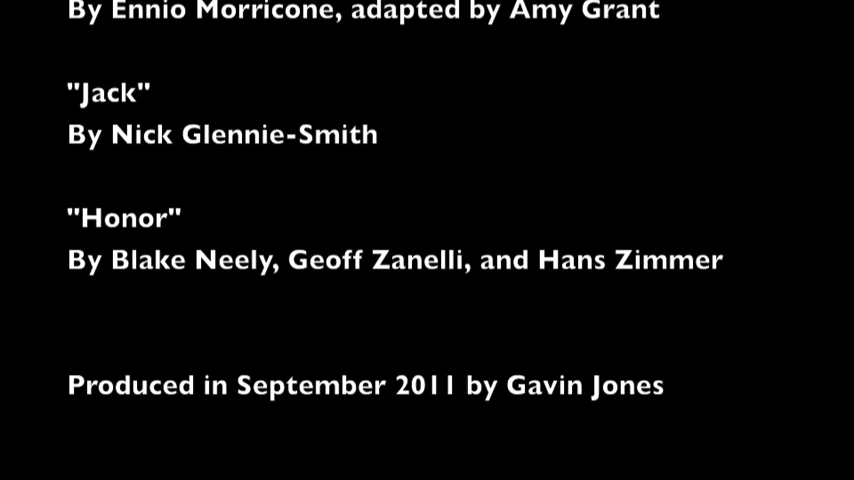 By Ennio Morricone, adapted by Amy Grant
"Jack"
By Nick Glennie-Smith
"Honor"
By Blake Neely, Geoff Zanelli, and Hans Zimmer
Produced in September 2011 by Gavin Jones